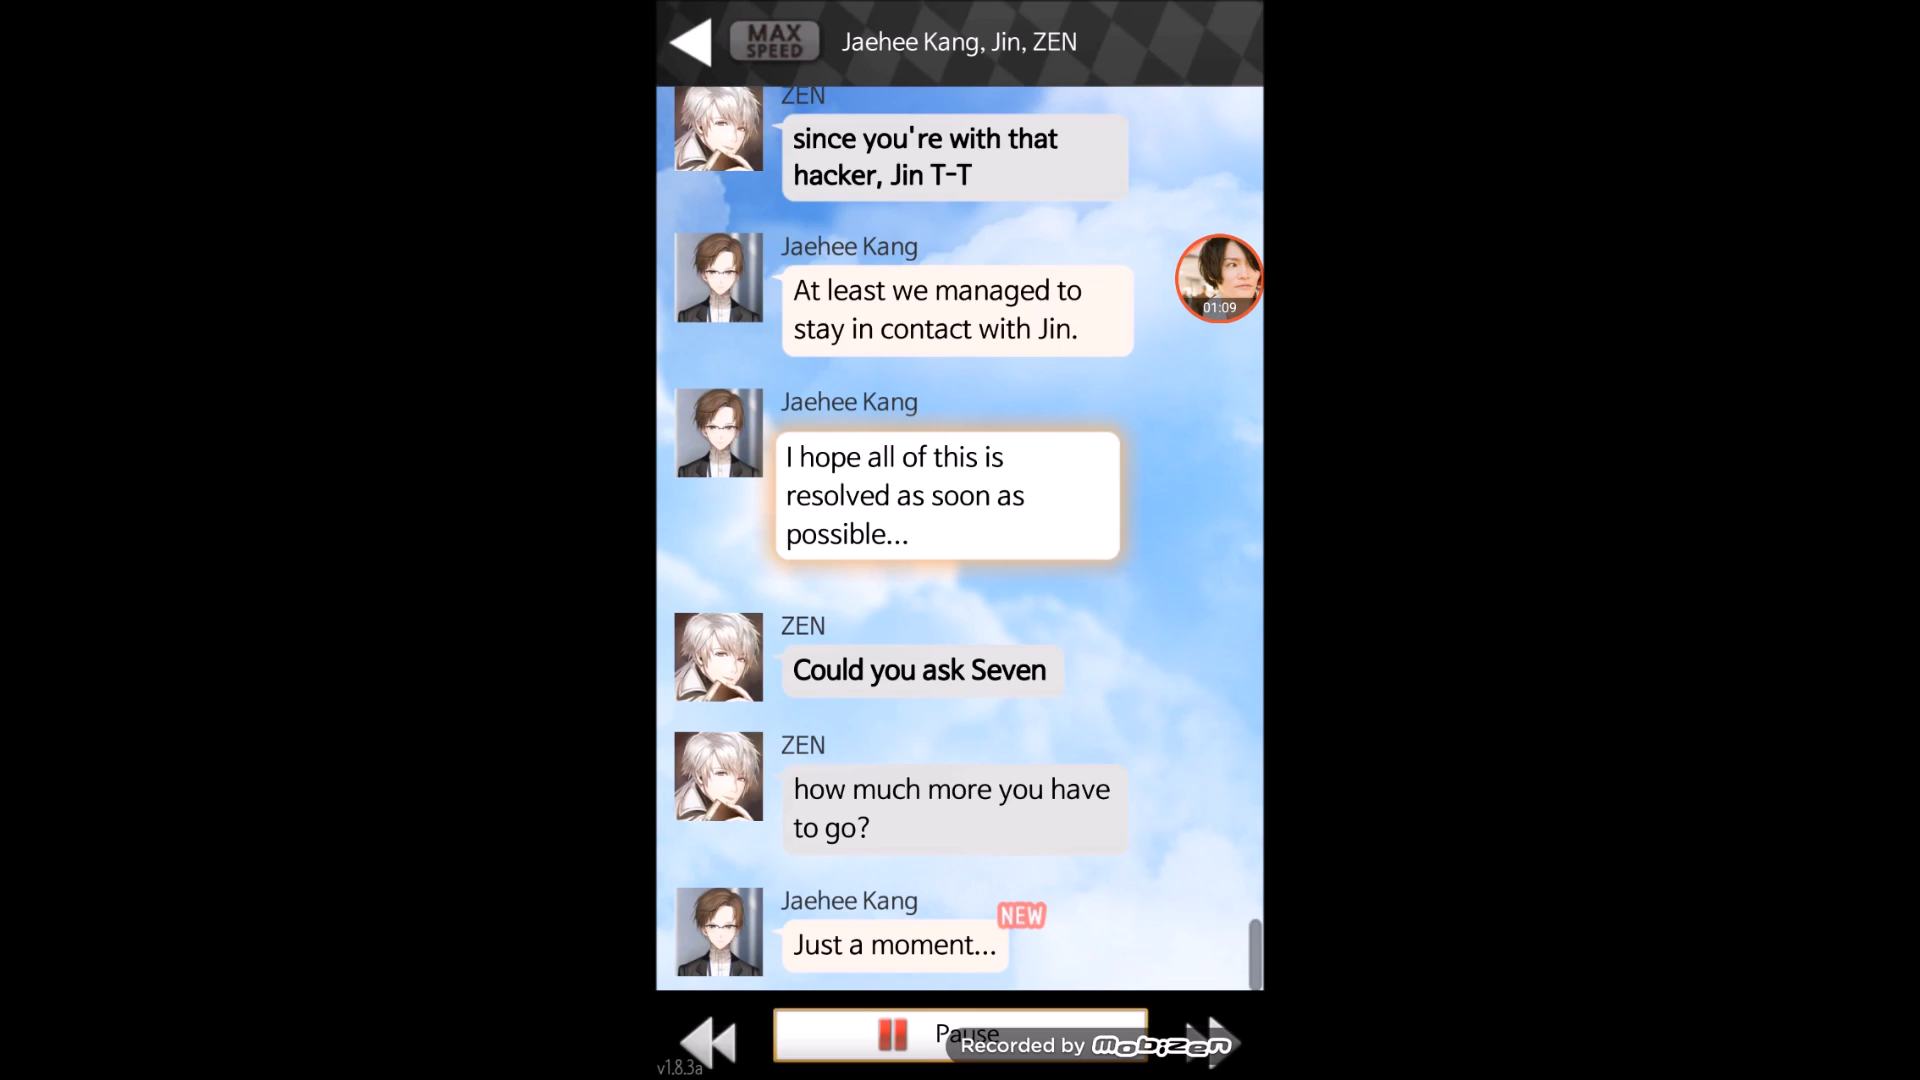 MAX
SPEED
Jaehee Kang, Jin, ZEN
ZEN
since you're with that
hacker, Jin T-T
Jaehee Kang
At least we managed to
stay in contact with Jin.
01:09
Jaehee Kang
I hope all of this is
resolved as soon as
possible...
ZEN
Could you ask Seven
ZEN
how much more you have
to go?
Jaehee Kang
NEW
Just a moment...
Pause
Recorded by mobizen
v1.8.3a